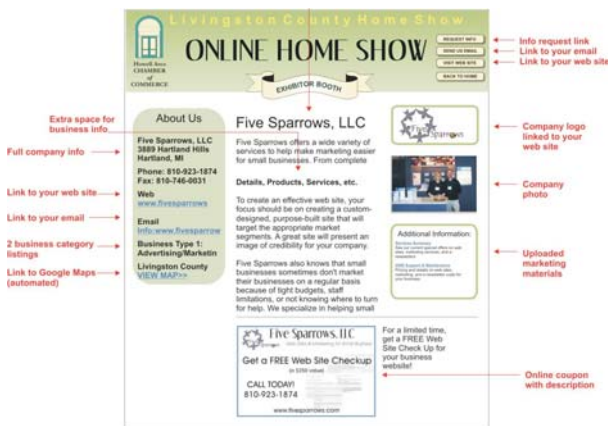 Livingston County Home Show
ONLINE HOME SHOW
Howell Area
CHAMBER
of
COMMERCE
EXHIBITOR BOOTH
REQUEST INFO
SEND US EMAIL
VISIT WEB SITE
BACK TO HOME
Info request link
Link to your email
Link to your web site
Extra space for
business info
Full company info
Link to your web site
Link to your email
2 business category
listings
Link to Google Maps
(automated)
About Us
Five Sparrows, LLC
3889 Hartland Hills
Hartland, MI
Phone: 810-923-1874
Fax: 810-746-0031
Web
www.fivesparrows
Email
Info:www.fivesparrow
Business Type 1:
Advertising/Marketin
Livingston County
VIEW MAP>>
Five Sparrows, LLC
Five Sparrows offers a wide variety of
services to help make marketing easier
for small businesses. From complete
Details, Products, Services, etc.
To create an effective web site, your
focus should be on creating a custom-
designed, purpose-built site that will
target the appropriate market
segments. A great site will present an
image of credibility for your company.
Five Sparrows also knows that small
businesses sometimes don't market
their businesses on a regular basis
because of tight budgets, staff
limitations, or not knowing where to turn
for help. We specialize in helping small
Five Sparrows
Additional Information:
Company logo
linked to your
web site
Company
photo
Uploaded
marketing
materials
Five Sparrows, LLC
Get a FREE Web Site Checkup
(a $250 value)
CALL TODAY!
810-923-1874
www.fivesparrows.com
For a limited time,
get a FREE Web
Site Check Up for
your business
website!
Online coupon
with description